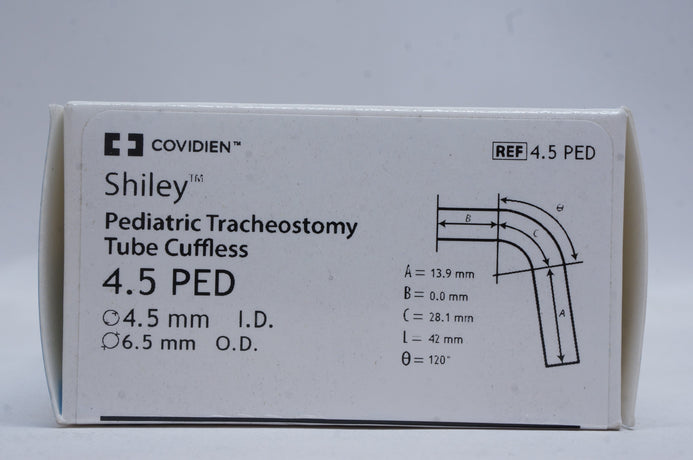 COVIDIEN™
REF 4.5 PED
Shiley™
Pediatric Tracheostomy
Tube Cuffless
4.5 PED
4.5 mm I.D.
6.5 mm O.D.
θ
B
C
A
A = 13.9 mm
B = 0.0 mm
C = 28.1 mm
L = 42 mm
θ = 120°